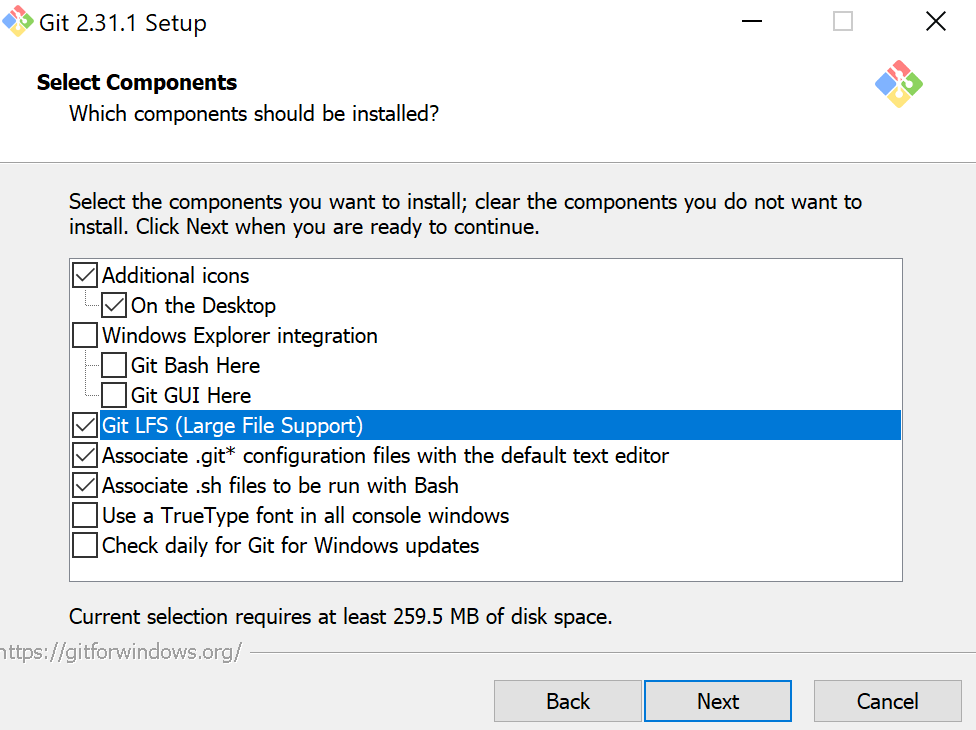 Git 2.31.1 Setup
Select Components
Which components should be installed?
Select the components you want to install; clear the components you do not want to
install. Click Next when you are ready to continue.
Additional icons
On the Desktop
Windows Explorer integration
Git Bash Here
Git GUI Here
Git LFS (Large File Support)
Associate .git* configuration files with the default text editor
Associate .sh files to be run with Bash
Use a TrueType font in all console windows
Check daily for Git for Windows updates
Current selection requires at least 259.5 MB of disk space.
https://gitforwindows.org/
Back Next Cancel